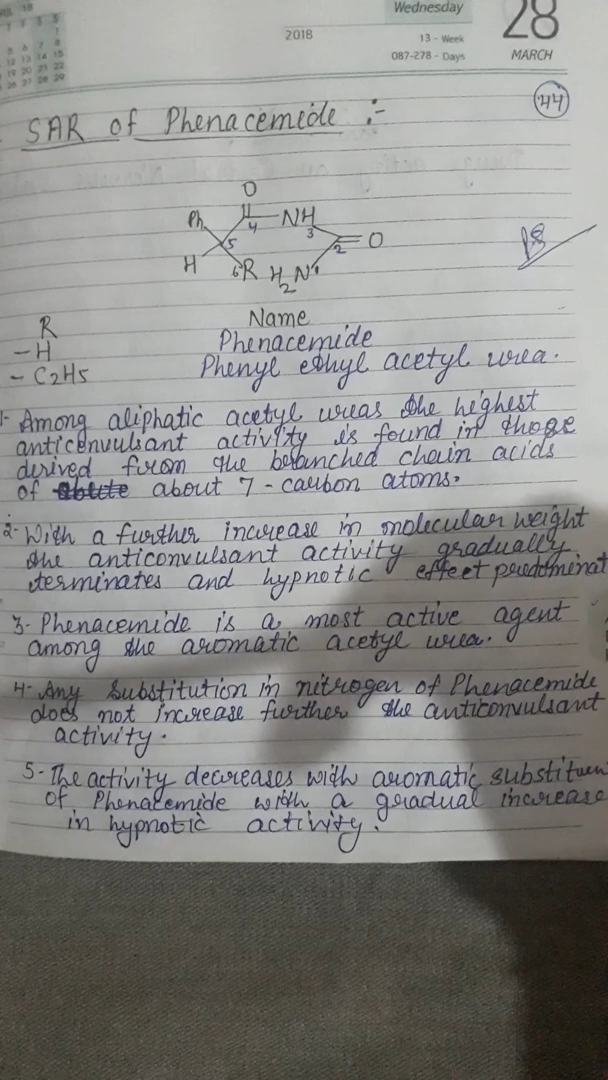 Wednesday
28
2018
13 - Week
087-278 - Days
MARCH
44
SAR of Phenacemide :-
O
Ph
4
NH
3
5
2
O
H
6
R
H2N
1
R Name
-H Phenacemide
- C2H5 Phenyl ethyl acetyl urea.
1- Among aliphatic acetyl ureas the highest
anticonvulsant activity is found in those
derived from the branched chain acids
of about 7-carbon atoms.
2- With a further increase in molecular weight
the anticonvulsant activity gradually
terminates and hypnotic effect predominat
3- Phenacemide is a most active agent
among the aromatic acetyl urea.
4- Any substitution in nitrogen of Phenacemide
does not increase further the anticonvulsant
activity.
5- The activity decreases with aromatic substituen
of Phenacemide with a gradual increase
in hypnotic activity.